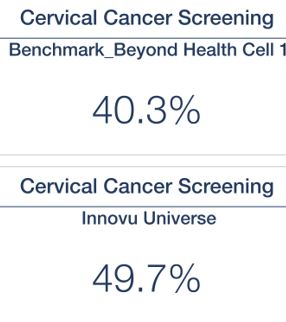 Cervical Cancer Screening
Benchmark_Beyond Health Cell 1
40.3%
Cervical Cancer Screening
Innovu Universe
49.7%